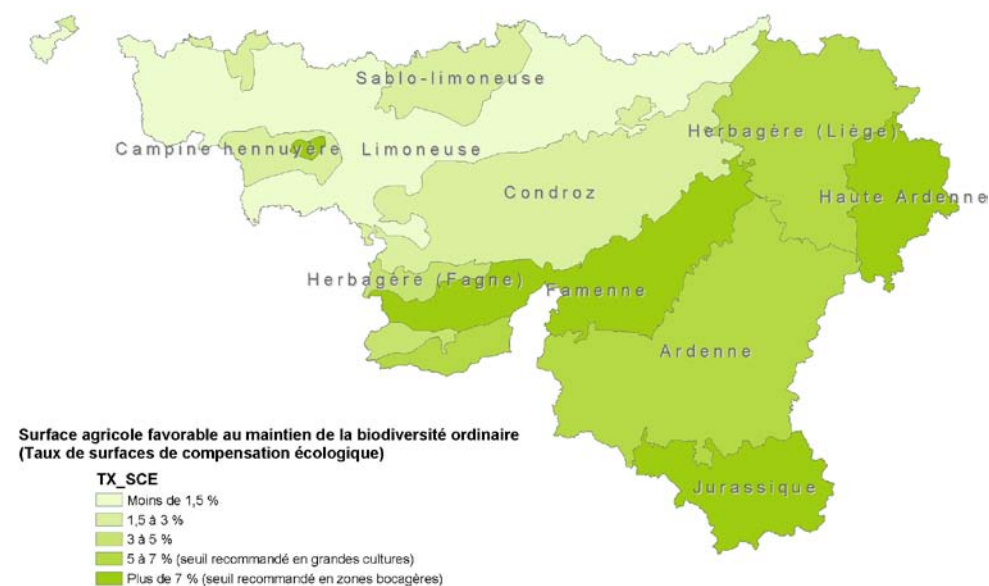 Sablo-limoneuse
Herbagère (Liège)
Campine hennuyère
Limoneuse
Condroz
Haute Ardenne
Herbagère (Fagne)
Famenne
Ardenne
Jurassique
Surface agricole favorable au maintien de la biodiversité ordinaire
(Taux de surfaces de compensation écologique)
TX_SCE
Moins de 1,5 %
1,5 à 3 %
3 à 5 %
5 à 7 % (seuil recommandé en grandes cultures)
Plus de 7 % (seuil recommandé en zones bocagères)